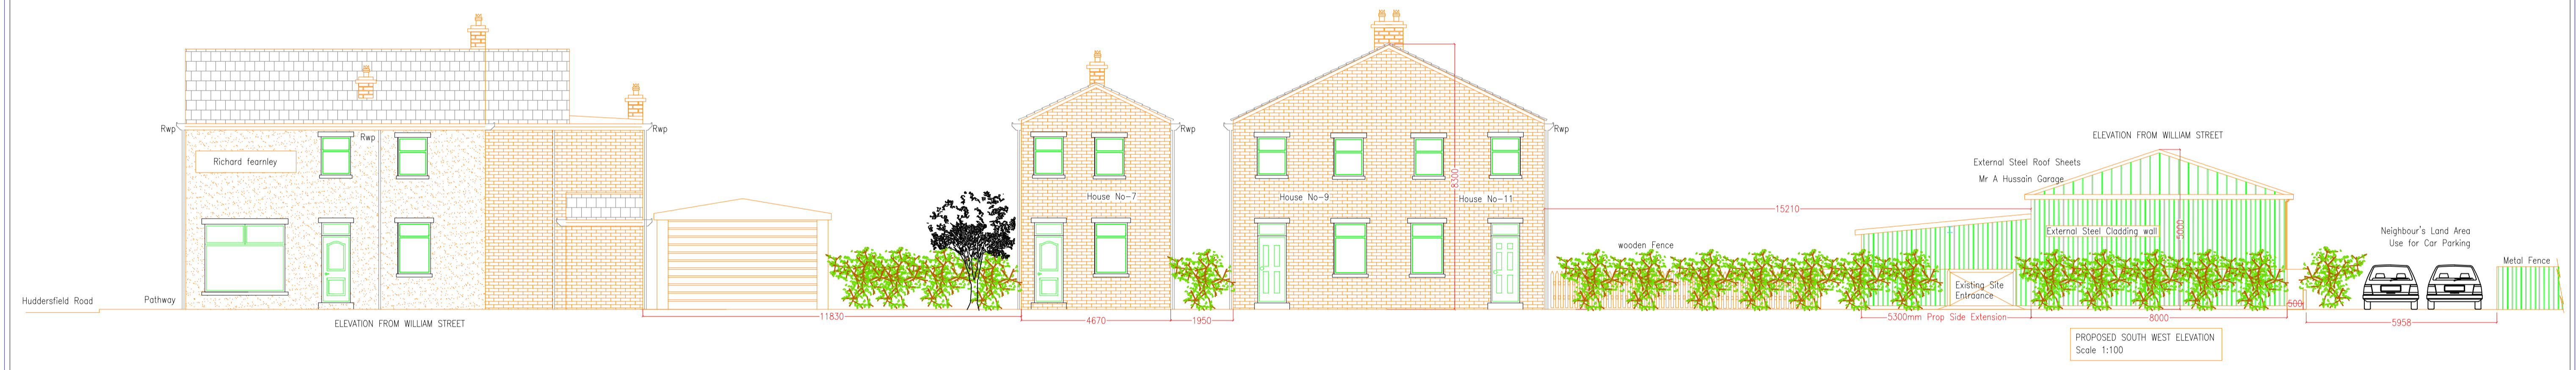 Rwp
Richard fearnley
Rwp
Rwp
Huddersfield Road
Pathway
ELEVATION FROM WILLIAM STREET
11830
House No-7
Rwp
4670
1950
House No-9
8300
House No-11
Rwp
15210
wooden Fence
ELEVATION FROM WILLIAM STREET
External Steel Roof Sheets
Mr A Hussain Garage
External Steel Cladding wall
5000
Existing Site
Entraance
5300mm Prop Side Extension
8000
500
Neighbour's Land Area
Use for Car Parking
Metal Fence
5958
PROPOSED SOUTH WEST ELEVATION
Scale 1:100